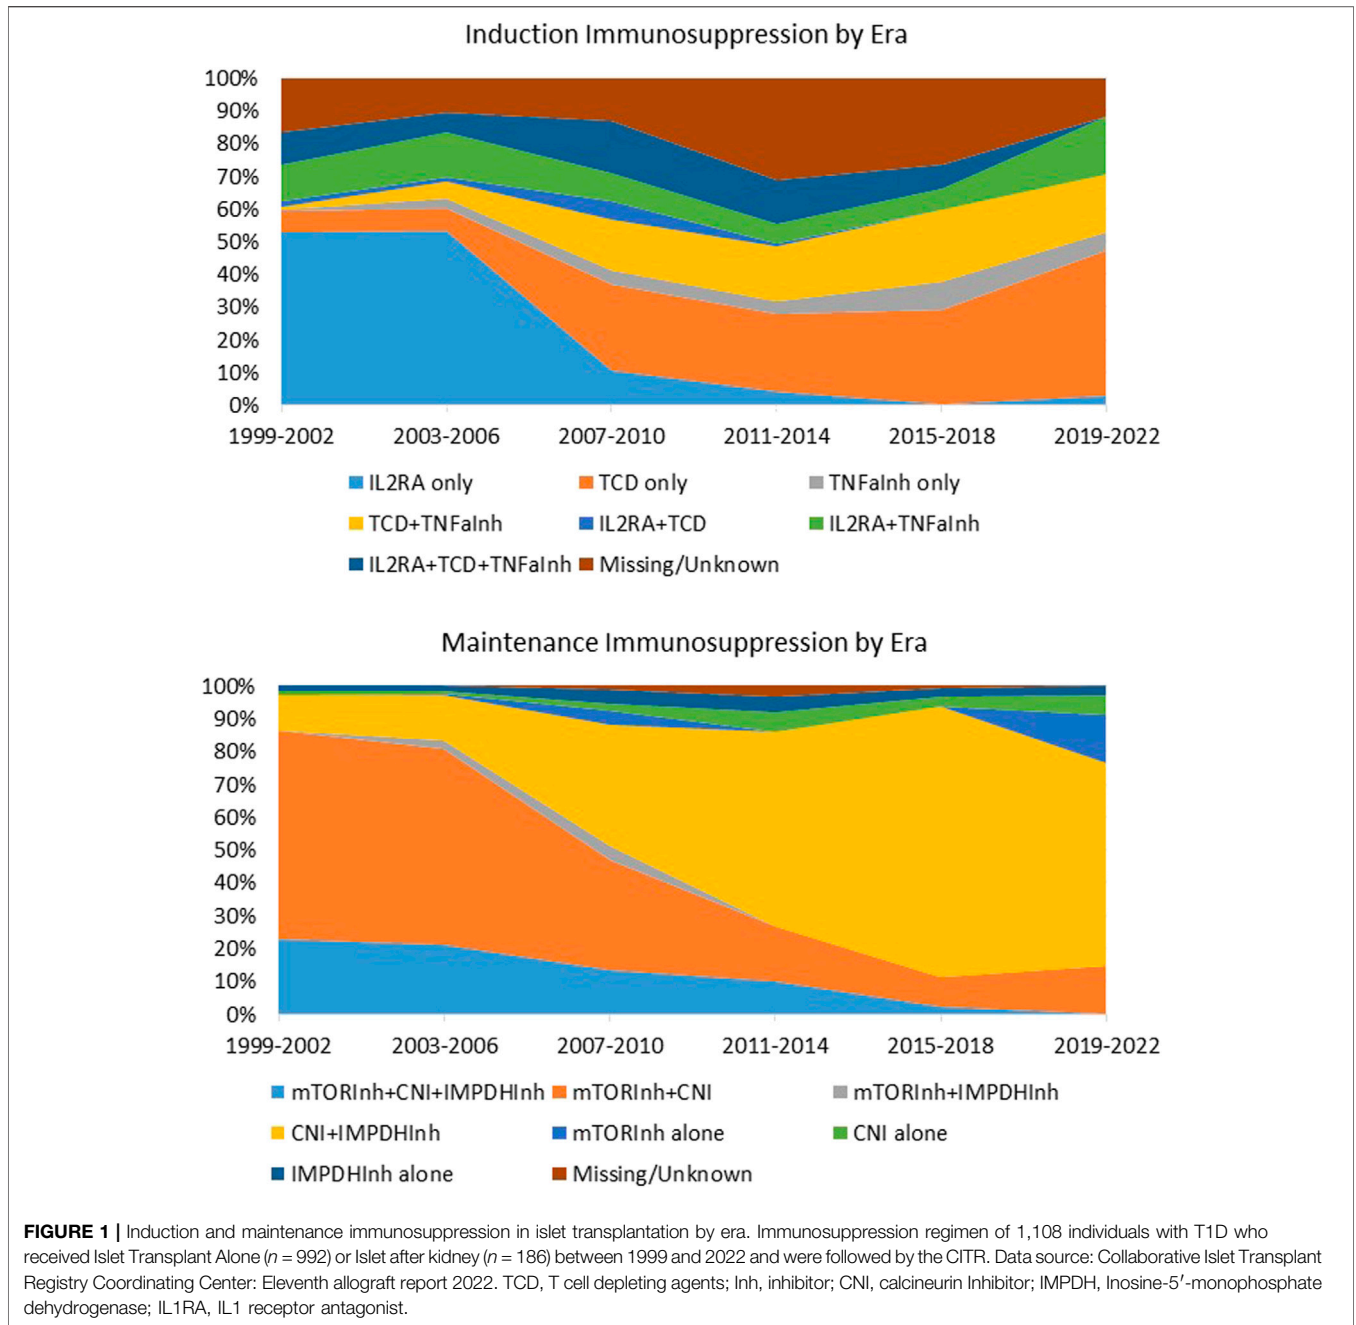 Induction Immunosuppression by Era
100%
90%
80%
70%
60%
50%
40%
30%
20%
10%
0%
1999-2002 2003-2006 2007-2010 2011-2014 2015-2018 2019-2022
IL2RA only TCD only TNFaInh only
TCD+TNFaInh IL2RA+TCD IL2RA+TNFaInh
IL2RA+TCD+TNFaInh Missing/Unknown
Maintenance Immunosuppression by Era
100%
90%
80%
70%
60%
50%
40%
30%
20%
10%
0%
1999-2002 2003-2006 2007-2010 2011-2014 2015-2018 2019-2022
mTORInh+CNI+IMPDHInh mTORInh+CNI mTORInh+IMPDHInh
CNI+IMPDHInh mTORInh alone CNI alone
IMPDHInh alone Missing/Unknown
FIGURE 1 | Induction and maintenance immunosuppression in islet transplantation by era. Immunosuppression regimen of 1,108 individuals with T1D who
received Islet Transplant Alone (n = 992) or Islet after kidney (n = 186) between 1999 and 2022 and were followed by the CITR. Data source: Collaborative Islet Transplant
Registry Coordinating Center: Eleventh allograft report 2022. TCD, T cell depleting agents; Inh, inhibitor; CNI, calcineurin Inhibitor; IMPDH, Inosine-5′-monophosphate
dehydrogenase; IL1RA, IL1 receptor antagonist.